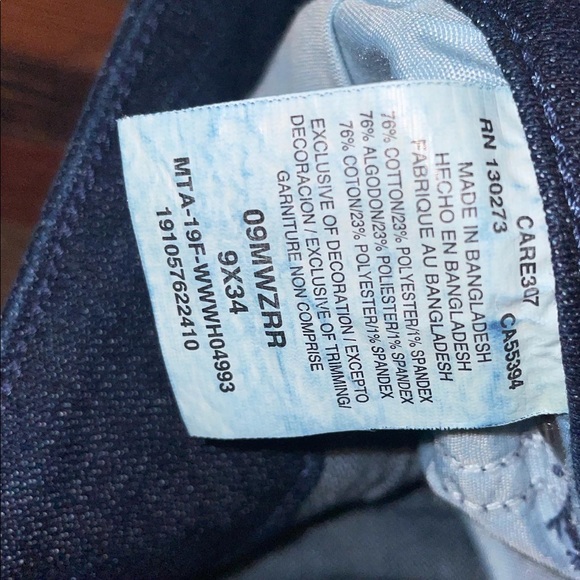 CARE307 CA55394
RN 130273
MADE IN BANGLADESH
HECHO EN BANGLADESH
FABRIQUE AU BANGLADESH
76% COTTON/23% POLYESTER/1% SPANDEX
76% ALGODON/23% POLIESTER/1% SPANDEX
76% COTON/23% POLYESTER/1% SPANDEX
EXCLUSIVE OF DECORATION / EXCEPTO
DECORACION / EXCLUSIVE OF TRIMMING/
GARNITURE NON COMPRISE
09MWZRR
9X34
MTA-19F-WWWH04993
191057622410